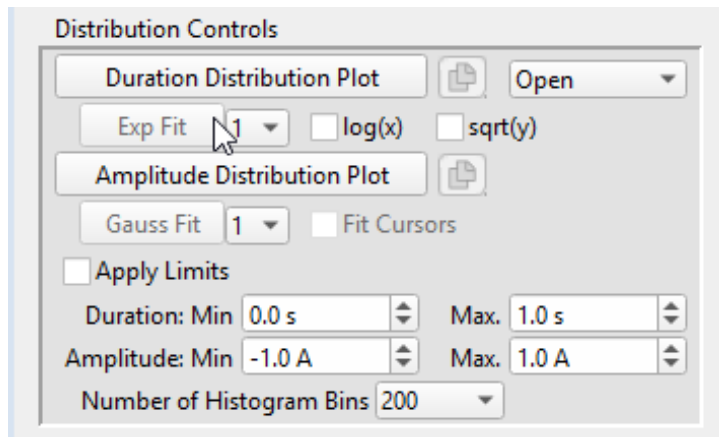 Distribution Controls
Duration Distribution Plot Open
Exp Fit 1 log(x) sqrt(y)
Amplitude Distribution Plot
Gauss Fit 1 Fit Cursors
Apply Limits
Duration: Min 0.0 s Max. 1.0 s
Amplitude: Min -1.0 A Max. 1.0 A
Number of Histogram Bins 200